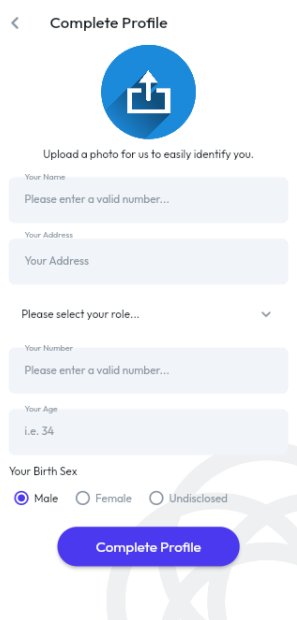 Complete Profile
Upload a photo for us to easily identify you.
Your Name
Please enter a valid number...
Your Address
Your Address
Please select your role...
Your Number
Please enter a valid number...
Your Age
i.e. 34
Your Birth Sex
Male Female Undisclosed
Complete Profile